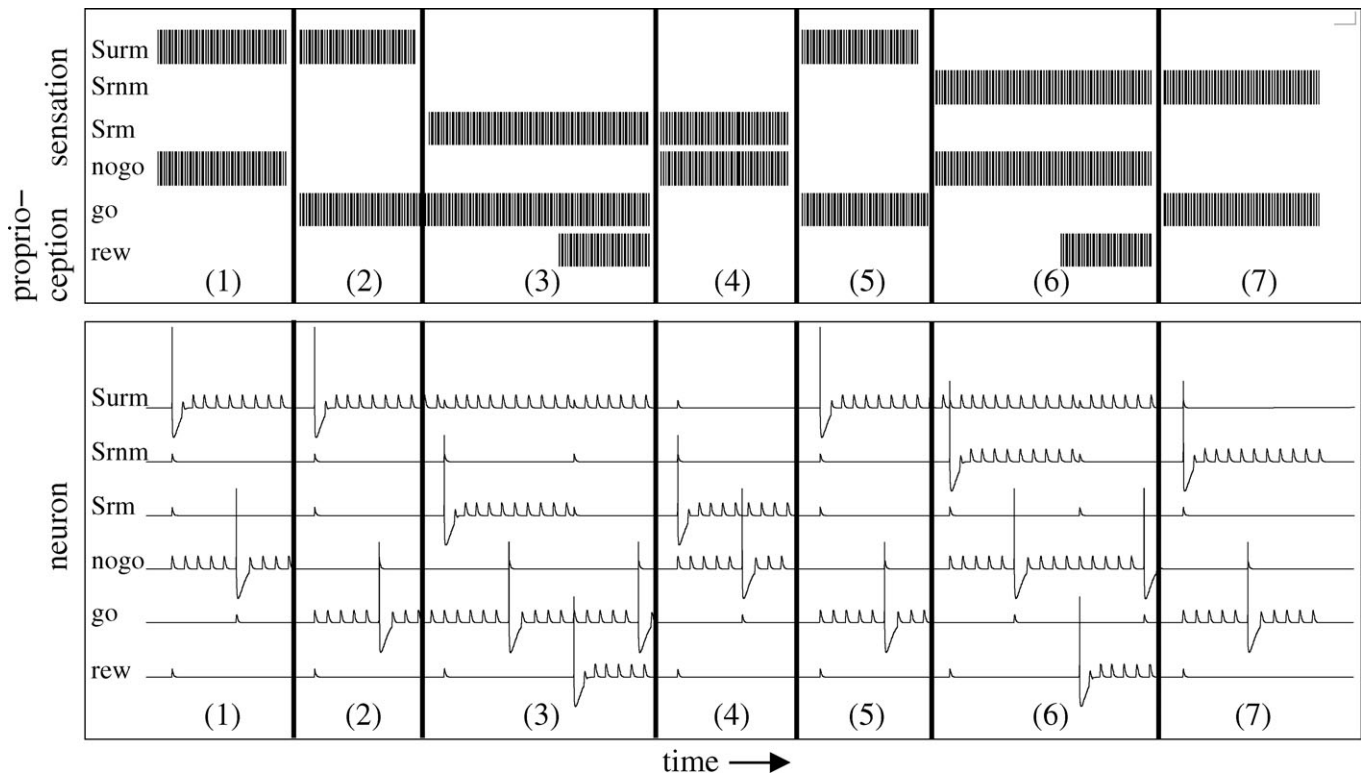 sensation
proprio–
ception
Surm
Srnm
Srm
nogo
go
rew
(1) (2) (3) (4) (5) (6) (7)
neuron
Surm
Srnm
Srm
nogo
go
rew
(1) (2) (3) (4) (5) (6) (7)
time